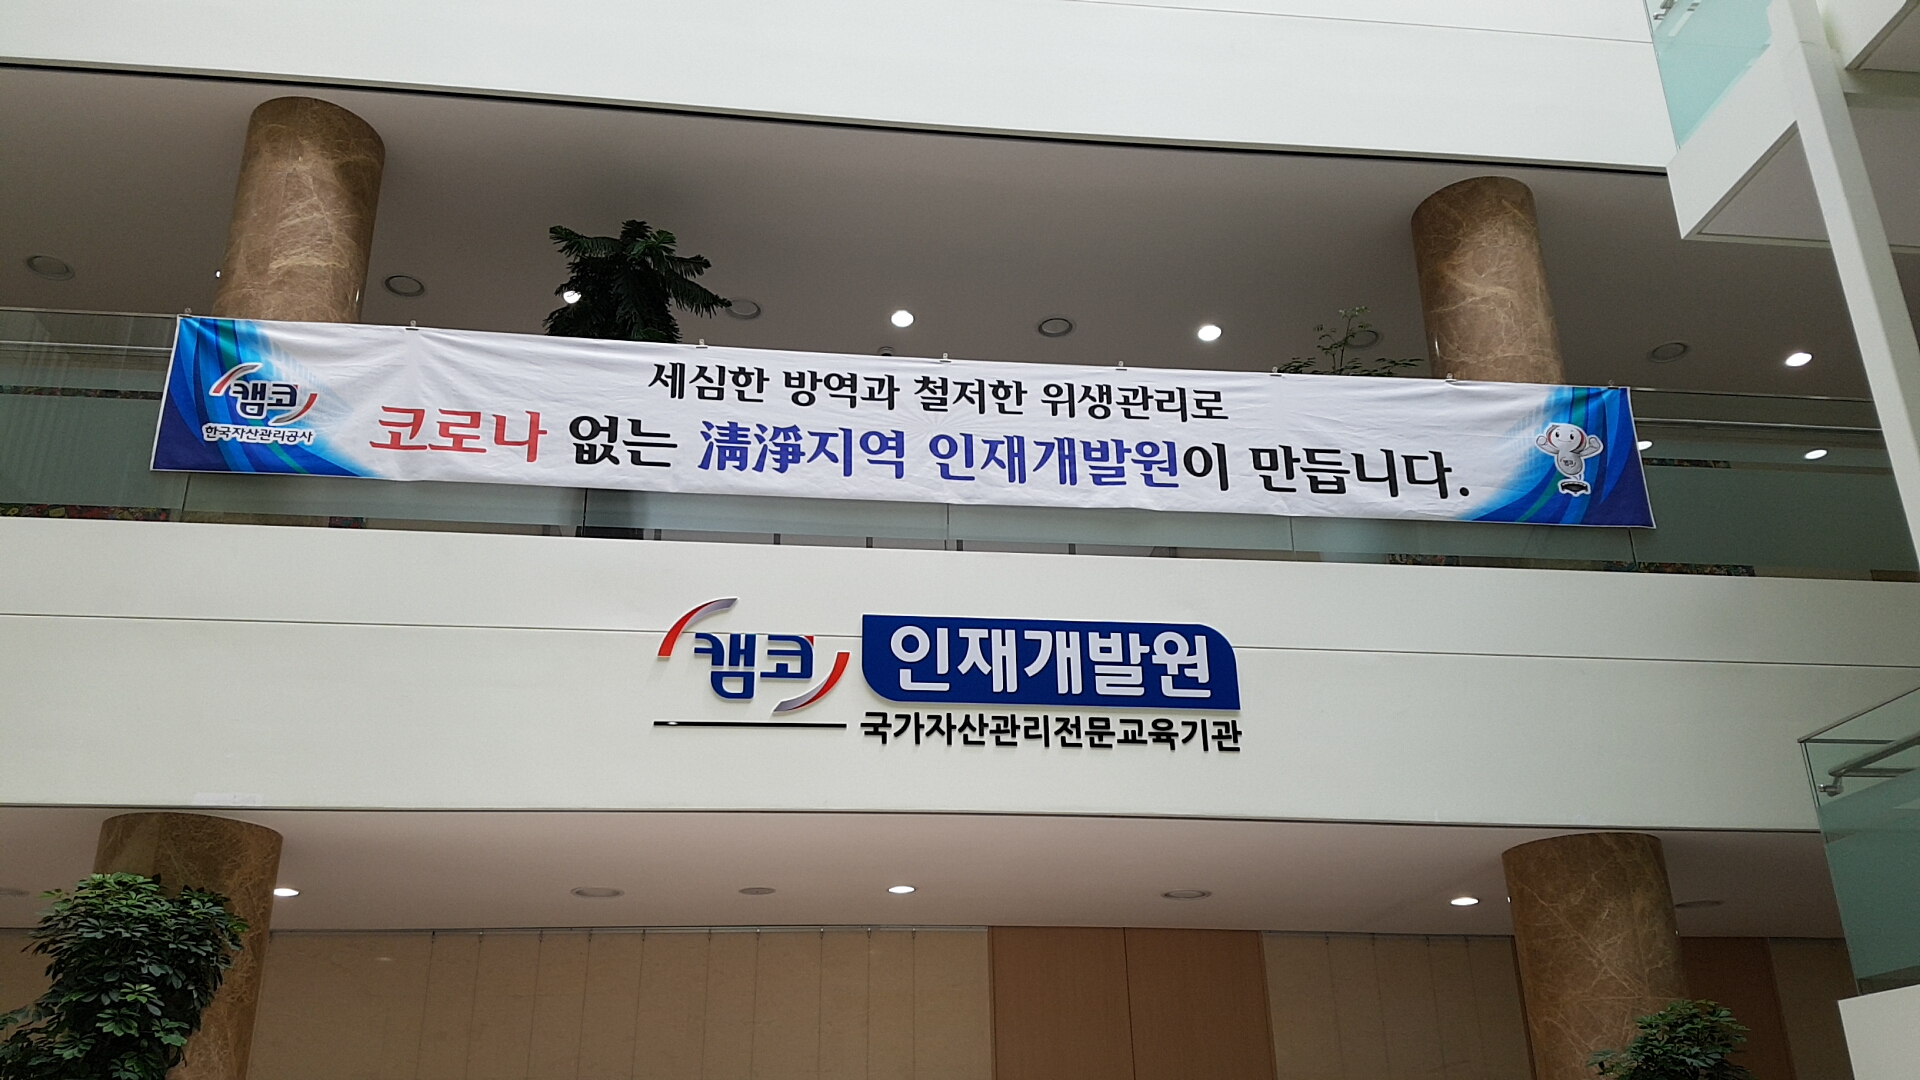 세심한 방역과 철저한 위생관리로
캠코
한국자산관리공사
코로나 없는 淸淨지역 인재개발원이 만듭니다.
캠코 인재개발원
국가자산관리전문교육기관